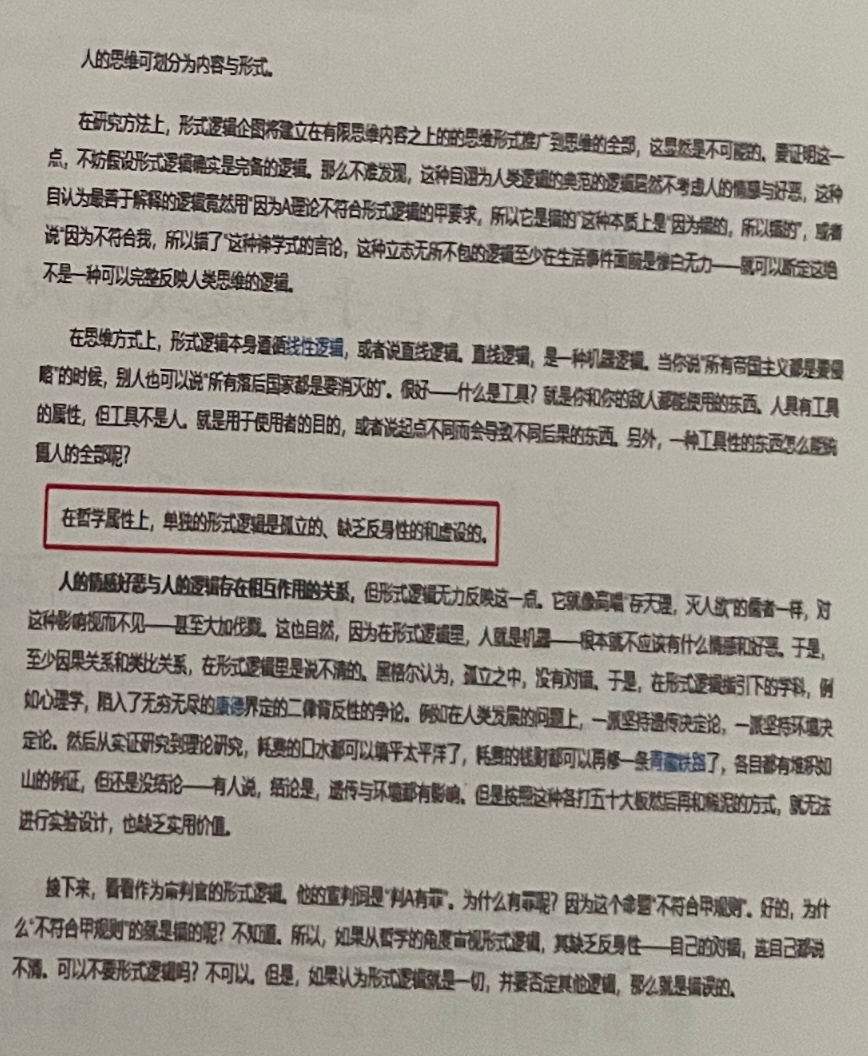 人的思维可划分为内容与形式。
在研究方法上，形式逻辑企图将建立在有限思维内容之上的的思维形式推广到思维的全部，这显然是不可能的。要证明这一
点，不妨假设形式逻辑确实是完备的逻辑。那么不难发现，这种自诩为人类逻辑的典范的逻辑居然不考虑人的情感与好恶，这种
自认为最善于解释的逻辑竟然用“因为A理论不符合形式逻辑的甲要求，所以它是错的”这种本质上是“因为错的，所以错的”，或者
说“因为不符合我，所以错了”这种神学式的言论，这种立志无所不包的逻辑至少在生活事件面前是惨白无力——就可以断定这绝
不是一种可以完整反映人类思维的逻辑。
在思维方式上，形式逻辑本身遵循线性逻辑，或者说直线逻辑。直线逻辑，是一种机器逻辑。当你说“所有帝国主义都是要侵
略”的时候，别人也可以说“所有落后国家都是要消灭的”。很好——什么是工具？就是你和你的敌人都能使用的东西。人具有工具
的属性，但工具不是人。就是用于使用者的目的，或者说起点不同而会导致不同后果的东西。另外，一种工具性的东西怎么能统
摄人的全部呢？
在哲学属性上，单独的形式逻辑是孤立的、缺乏反身性的和虚设的。
人的情感好恶与人的逻辑存在相互作用的关系，但形式逻辑无力反映这一点。它就像高唱“存天理，灭人欲”的儒者一样，对
这种影响视而不见——甚至大加伐戮。这也自然，因为在形式逻辑里，人就是机器——根本就不应该有什么情感和好恶。于是，
至少因果关系和类比关系，在形式逻辑里是说不清的。黑格尔认为，孤立之中，没有对错。于是，在形式逻辑指引下的学科，例
如心理学，陷入了无穷无尽的康德界定的二律背反性的争论。例如在人类发展的问题上，一派坚持遗传决定论，一派坚持环境决
定论。然后从实证研究到理论研究，耗费的口水都可以填平太平洋了，耗费的钱财都可以再修一条青藏铁路了，各自都有堆积如
山的例证，但还是没结论——有人说，结论是，遗传与环境都有影响。但是按照这种各打五十大板然后再和稀泥的方式，就无法
进行实验设计，也缺乏实用价值。
接下来，看看作为审判官的形式逻辑。他的宣判词是“判A有罪”。为什么有罪呢？因为这个命题“不符合甲规则”。好的，为什
么“不符合甲规则”的就是错的呢？不知道。所以，如果从哲学的角度审视形式逻辑，其缺乏反身性——自己的对错，连自己都说
不清。可以不要形式逻辑吗？不可以。但是，如果认为形式逻辑就是一切，并要否定其他逻辑，那么就是错误的。